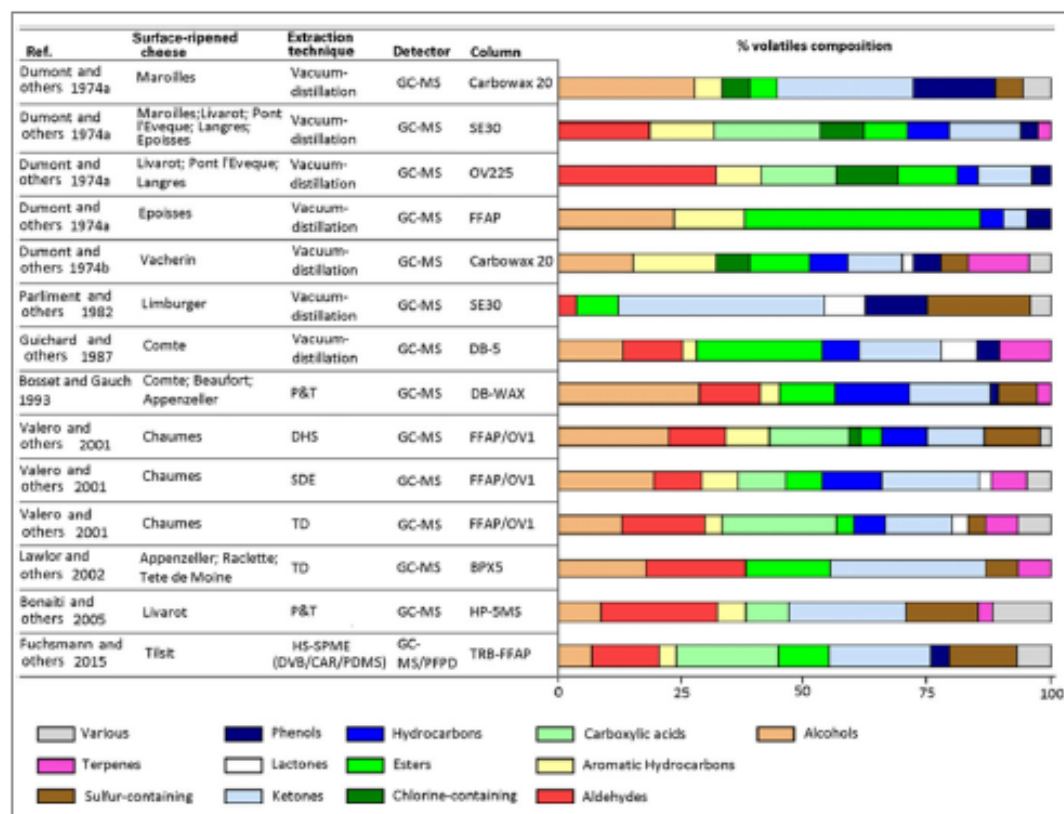 Ref. Surface-ripened cheese Extraction technique Detector Column % volatiles composition
Dumont and others 1974a Maroilles Vacuum-distillation GC-MS Carbowax 20
Dumont and others 1974a Maroilles;Livarot; Pont l'Eveque; Langres; Epoisses Vacuum-distillation GC-MS SE30
Dumont and others 1974a Livarot; Pont l'Eveque; Langres Vacuum-distillation GC-MS OV225
Dumont and others 1974a Epoisses Vacuum-distillation GC-MS FFAP
Dumont and others 1974b Vacherin Vacuum-distillation GC-MS Carbowax 20
Parliment and others 1982 Limburger Vacuum-distillation GC-MS SE30
Guichard and others 1987 Comte Vacuum-distillation GC-MS DB-5
Bosset and Gauch 1993 Comte; Beaufort; Appenzeller P&T GC-MS DB-WAX
Valero and others 2001 Chaumes DHS GC-MS FFAP/OV1
Valero and others 2001 Chaumes SDE GC-MS FFAP/OV1
Valero and others 2001 Chaumes TD GC-MS FFAP/OV1
Lawlor and others 2002 Appenzeller; Raclette; Tete de Moine TD GC-MS BPX5
Bonaiti and others 2005 Livarot P&T GC-MS HP-5MS
Fuchsmann and others 2015 Tilsit HS-SPME (DVB/CAR/PDMS) GC-MS/PFPD TRB-FFAP
0 25 50 75 100
Various Phenols Hydrocarbons Carboxylic acids Alcohols
Terpenes Lactones Esters Aromatic Hydrocarbons
Sulfur-containing Ketones Chlorine-containing Aldehydes